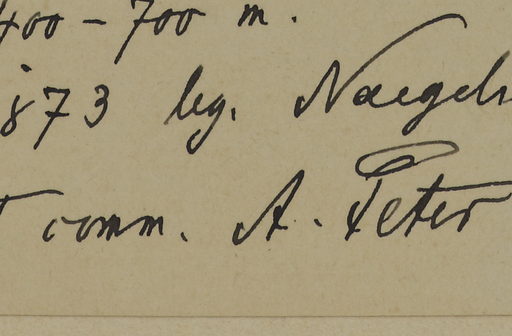 400-700 m.
1873 leg. Naegeli
comm. A. Peter